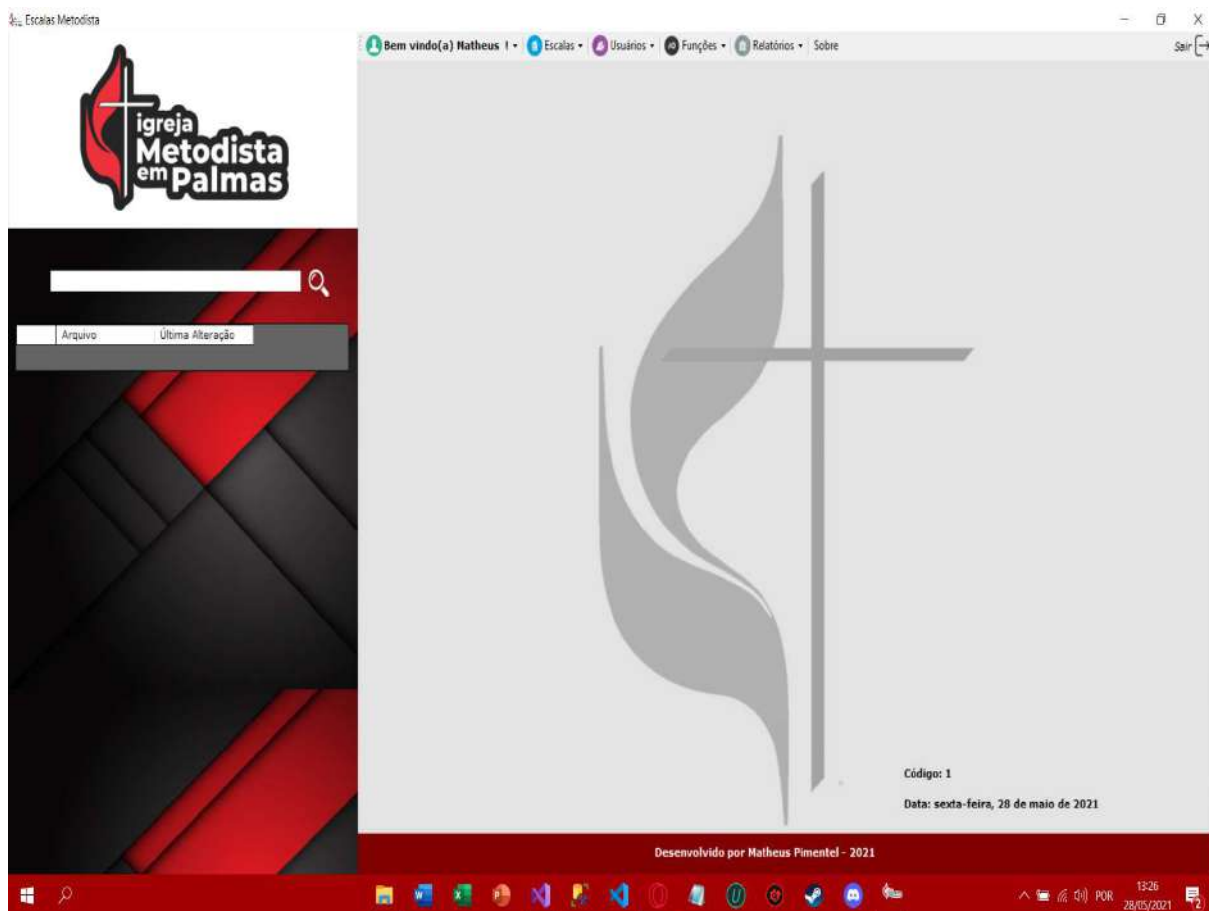 Escalas Metodista
Bem vindo(a) Matheus ! Escalas Usuários Funções Relatórios Sobre
Sair
igreja
Metodista
em Palmas
Arquivo Última Alteração
Código: 1
Data: sexta-feira, 28 de maio de 2021
Desenvolvido por Matheus Pimentel - 2021
POR
13:26
28/05/2021
2